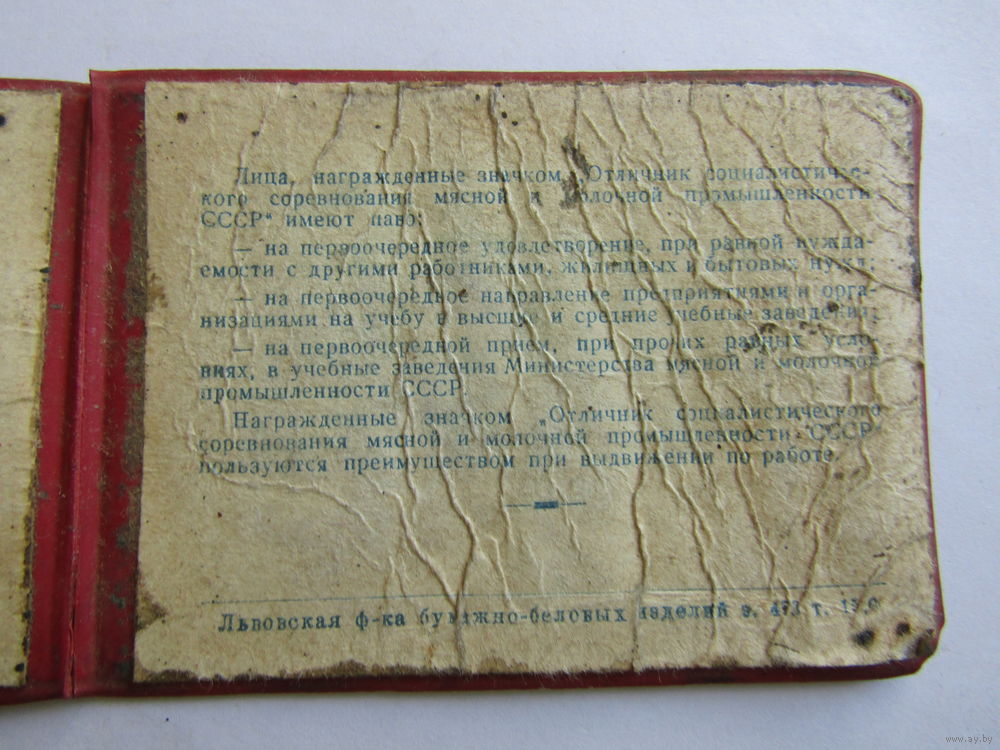 Лица, награжденные значком „Отличник социалистичес-
кого соревнования мясной и молочной промышленности
СССР“ имеют паво:
— на первоочередное удовлетворение, при равной нужда-
емости с другими работниками, жилищных и бытовых нужд;
— на первоочередное направление предприятиями и орга-
низациями на учебу в высшие и средние учебные заведения;
— на первоочередной прием, при прочих равных усло-
виях, в учебные заведения Министерства мясной и молочной
промышленности СССР
Награжденные значком „Отличник социалистического
соревнования мясной и молочной промышленности СССР“
пользуются преимуществом при выдвижении по работе.
Львовская ф-ка бумажно-беловых изделий з. 473 т.
www.ay.by